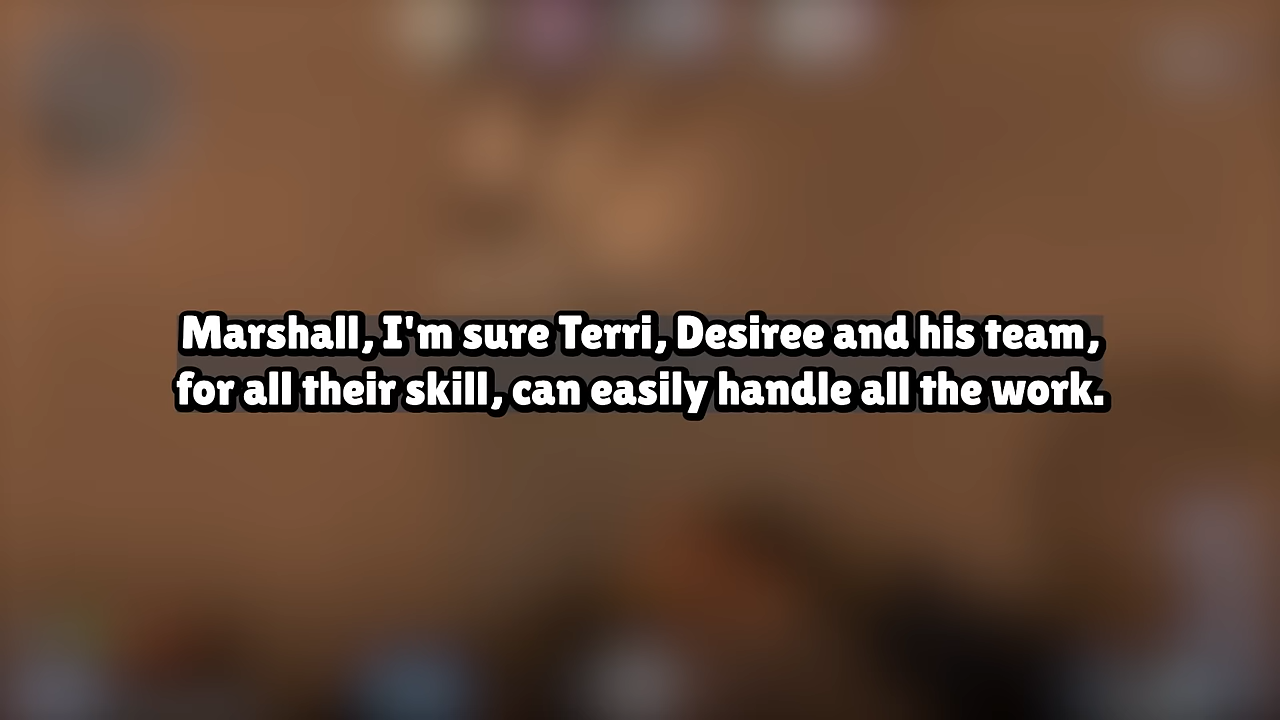 Marshall, I'm sure Terri, Desiree and his team,
for all their skill, can easily handle all the work.